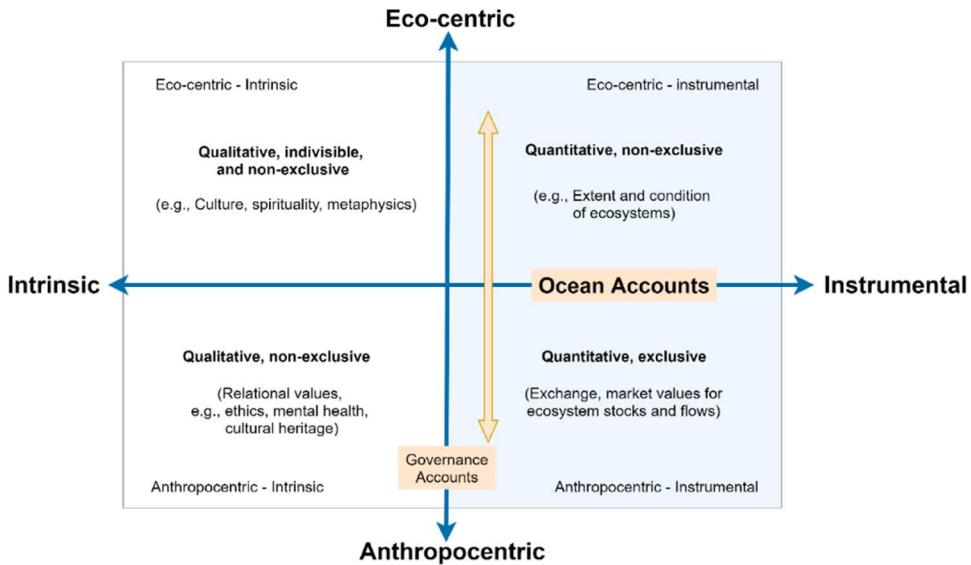 Eco-centric
Eco-centric - Intrinsic
Eco-centric - instrumental
Qualitative, indivisible,
and non-exclusive
Quantitative, non-exclusive
(e.g., Culture, spirituality, metaphysics)
(e.g., Extent and condition
of ecosystems)
Intrinsic
Ocean Accounts
Instrumental
Qualitative, non-exclusive
Quantitative, exclusive
(Relational values,
e.g., ethics, mental health,
cultural heritage)
(Exchange, market values for
ecosystem stocks and flows)
Governance
Accounts
Anthropocentric - Intrinsic
Anthropocentric - Instrumental
Anthropocentric